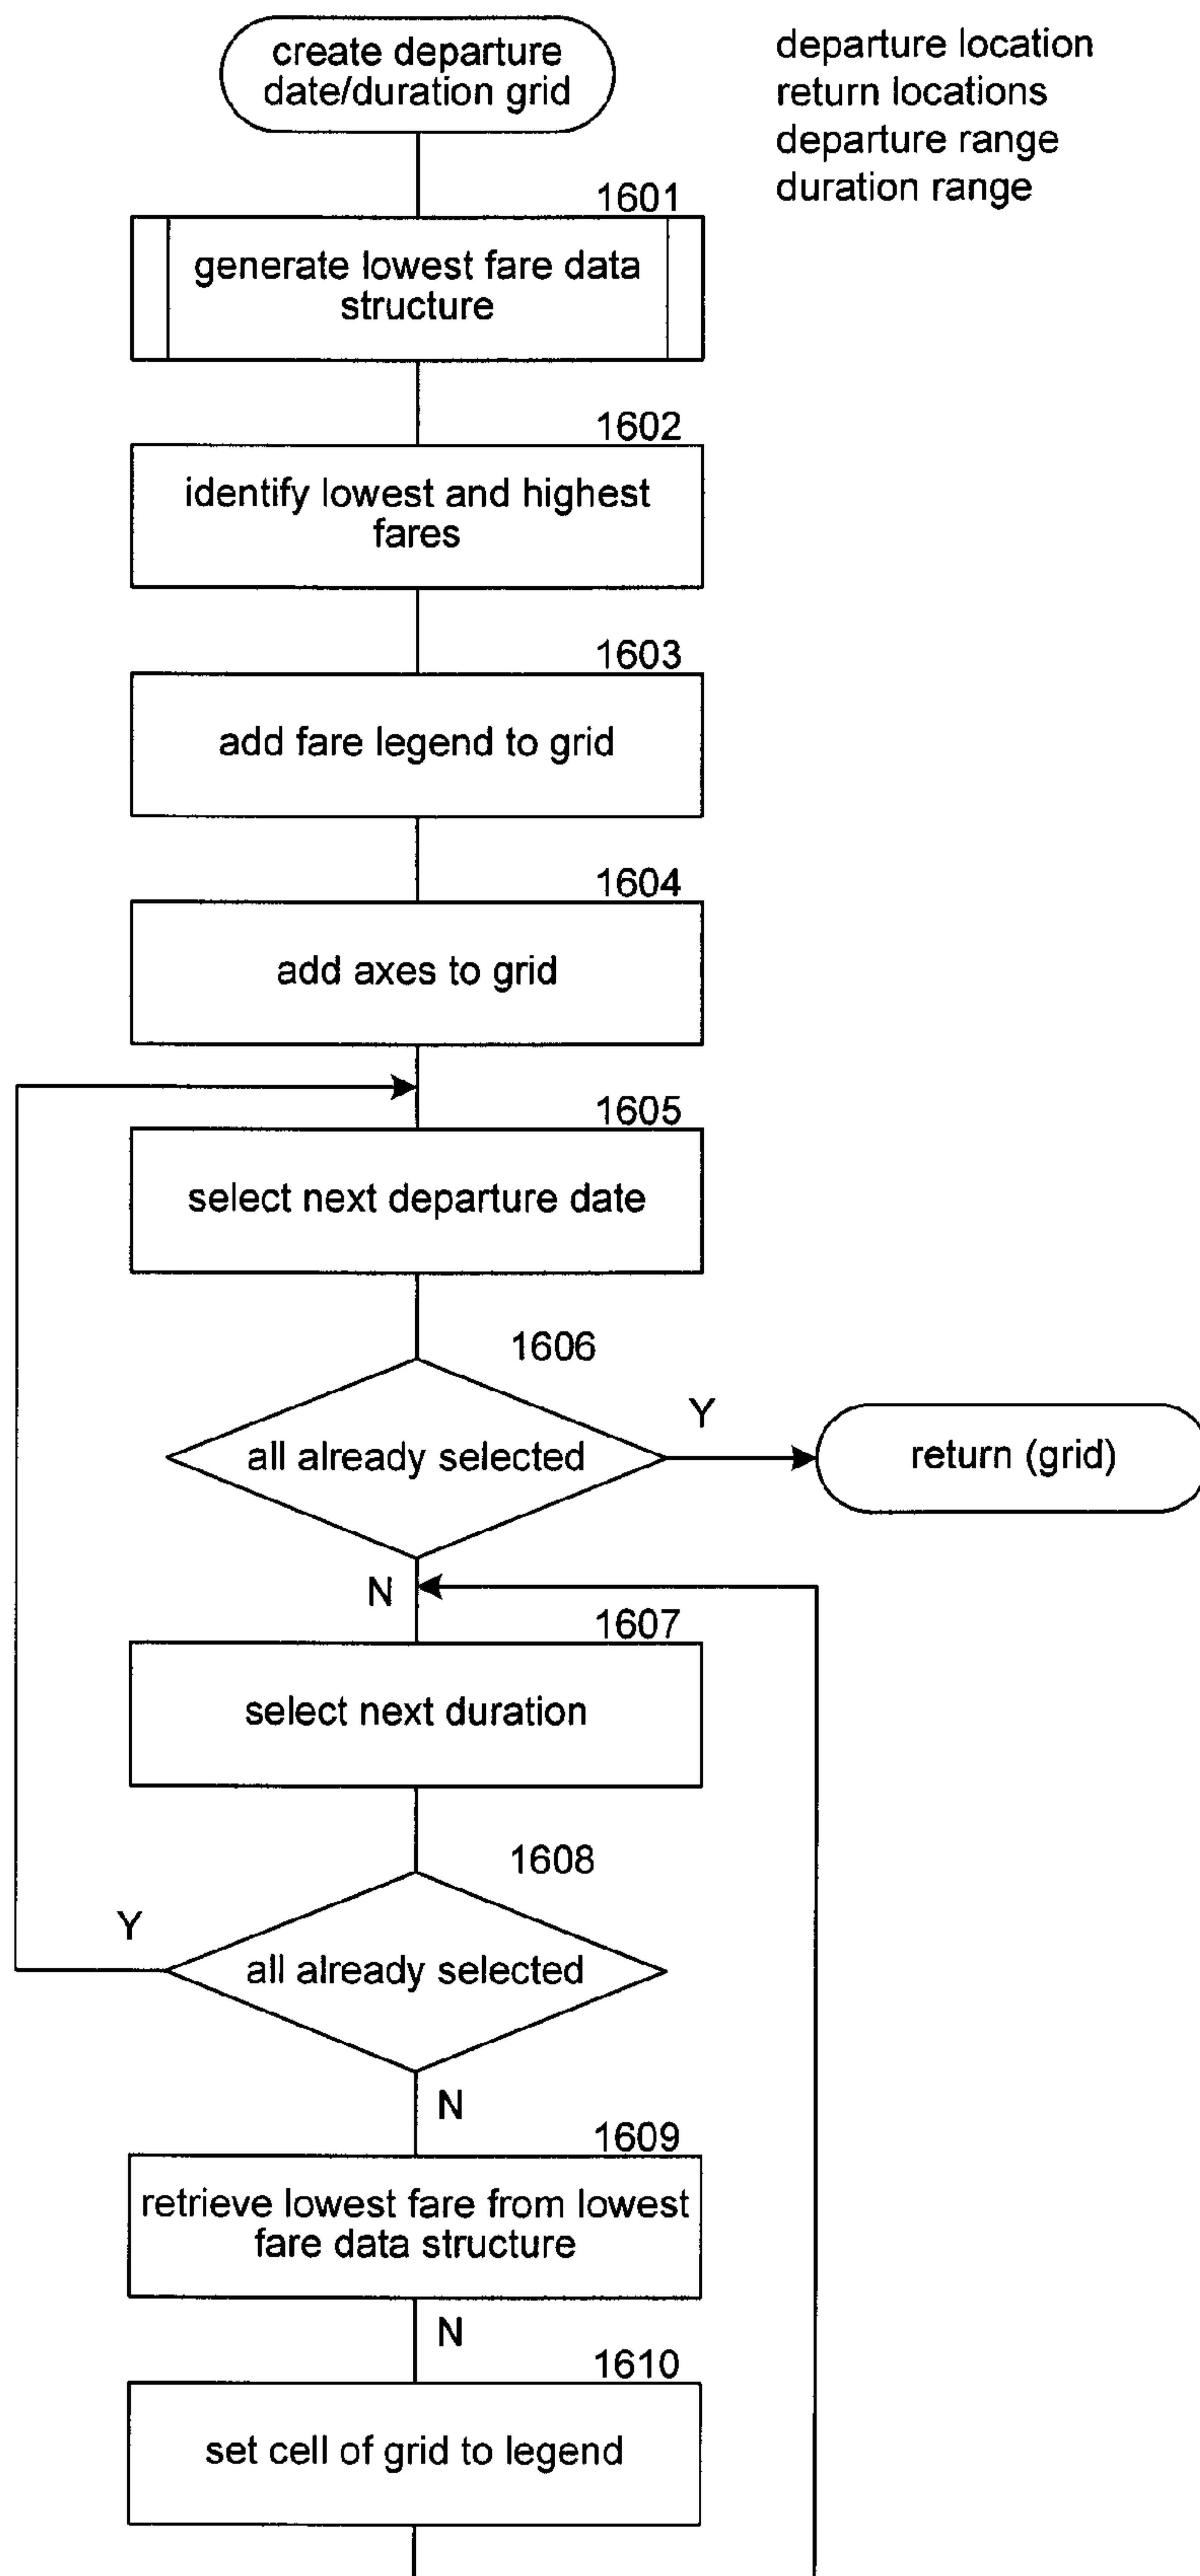 create departure
date/duration grid
departure location
return locations
departure range
duration range
1601
generate lowest fare data
structure
1602
identify lowest and highest
fares
1603
add fare legend to grid
1604
add axes to grid
1605
select next departure date
1606
all already selected
Y
return (grid)
N
1607
select next duration
1608
Y
all already selected
N
1609
retrieve lowest fare from lowest
fare data structure
N
1610
set cell of grid to legend